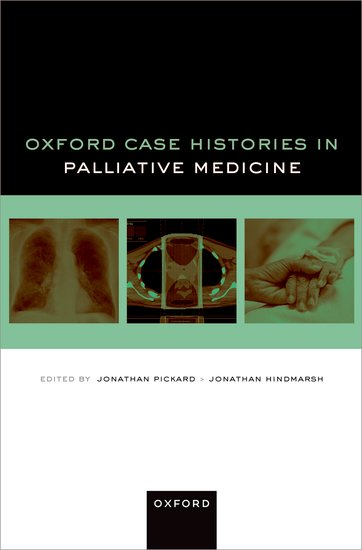 OXFORD CASE HISTORIES IN
PALLIATIVE MEDICINE
EDITED BY JONATHAN PICKARD > JONATHAN HINDMARSH
OXFORD